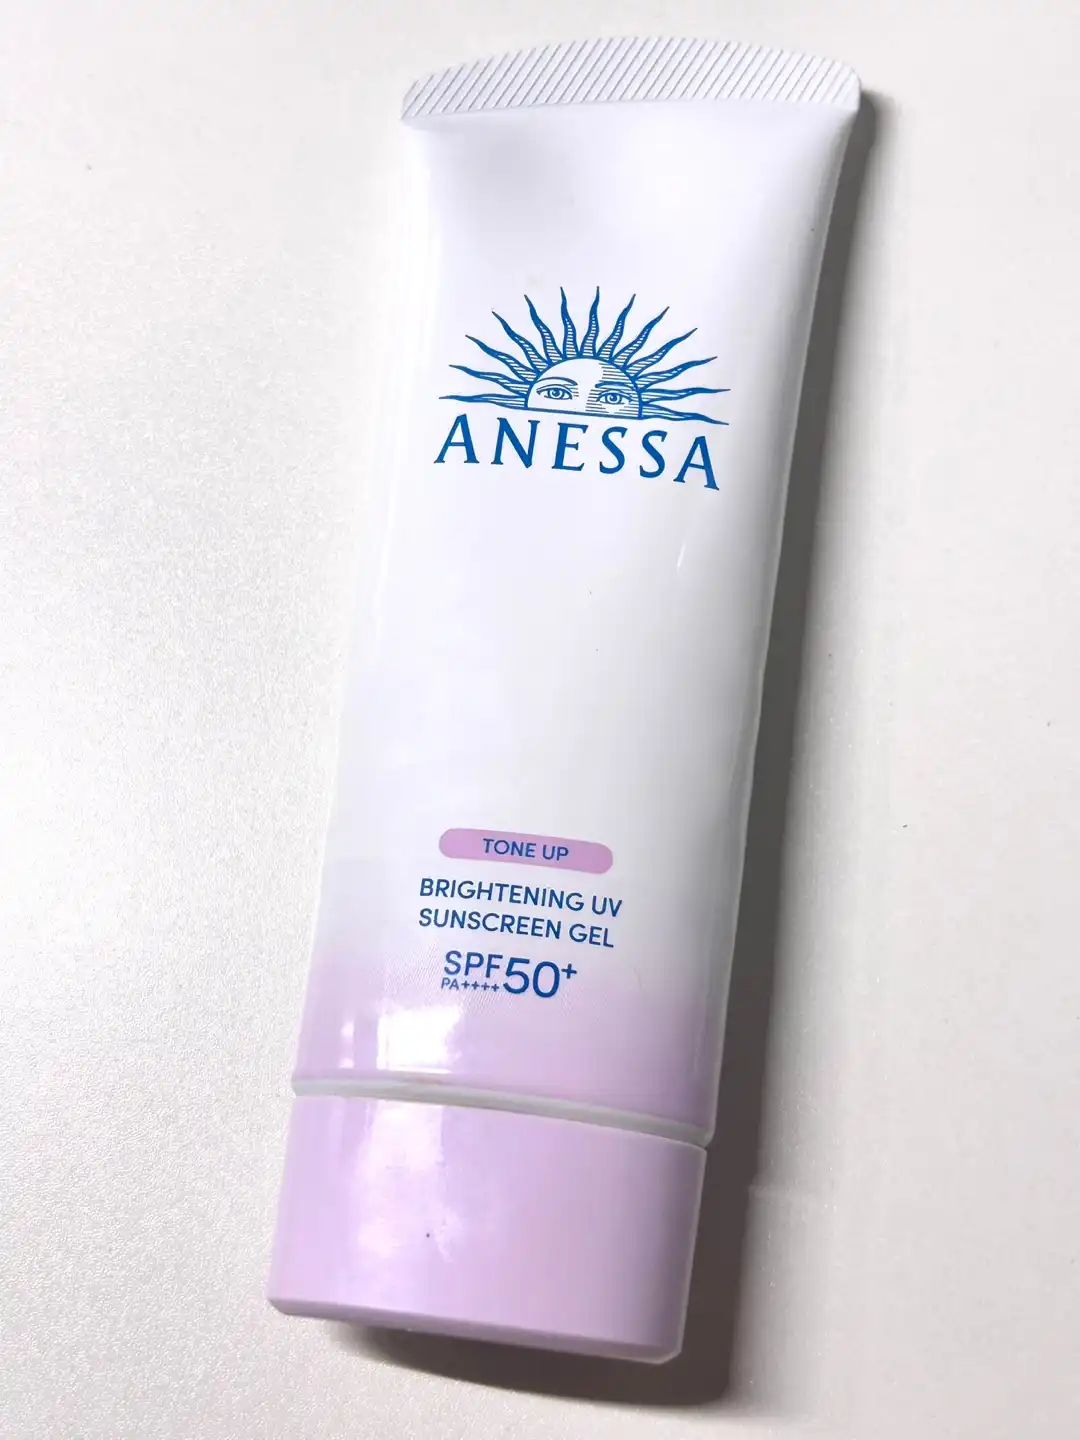 ANESSA
TONE UP
BRIGHTENING UV
SUNSCREEN GEL
SPF50+
PA++++